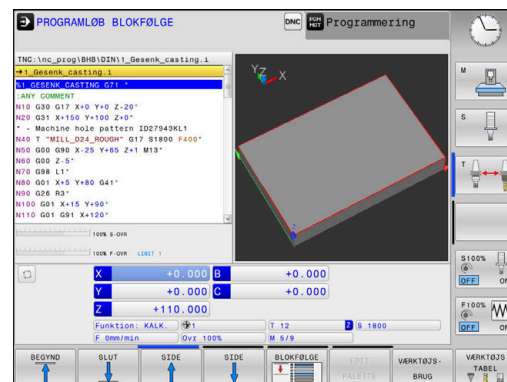 PROGRAMLØB BLOKFØLGE
DNC
PGM MGT
Programmering
TNC:\nc_prog\BHB\DIN\1_Gesenk_casting.i
→1_Gesenk_casting.i
%1_GESENK_CASTING G71 *
;ANY COMMENT
N10 G30 G17 X+0 Y+0 Z-20*
N20 G31 X+150 Y+100 Z+0*
* - Machine hole pattern ID27943KL1
N40 T "MILL_D24_ROUGH" G17 S1800 F400*
N50 G00 G90 X-25 Y+65 Z+1 M13*
N60 G00 Z-5*
N70 G98 L1*
N80 G01 X+5 Y+80 G41*
N90 G26 R3*
N100 G01 X+15 Y+90*
N110 G01 G91 X+120*
Y Z X
Z
100% S-OVR
100% F-OVR LIMIT 1
X +0.000 B +0.000
Y +0.000 C +0.000
Z +110.000
Funktion: KALK. 1 T 12 Z S 1800
F 0mm/min Ovr 100% M 5/9
M
S
T
S100%
OFF ON
F100%
OFF ON
BEGYND
SLUT
SIDE
SIDE
BLOKFØLGE
EDIT PALETTE
VÆRKTØJS-
BRUG
VÆRKTØJS
TABEL